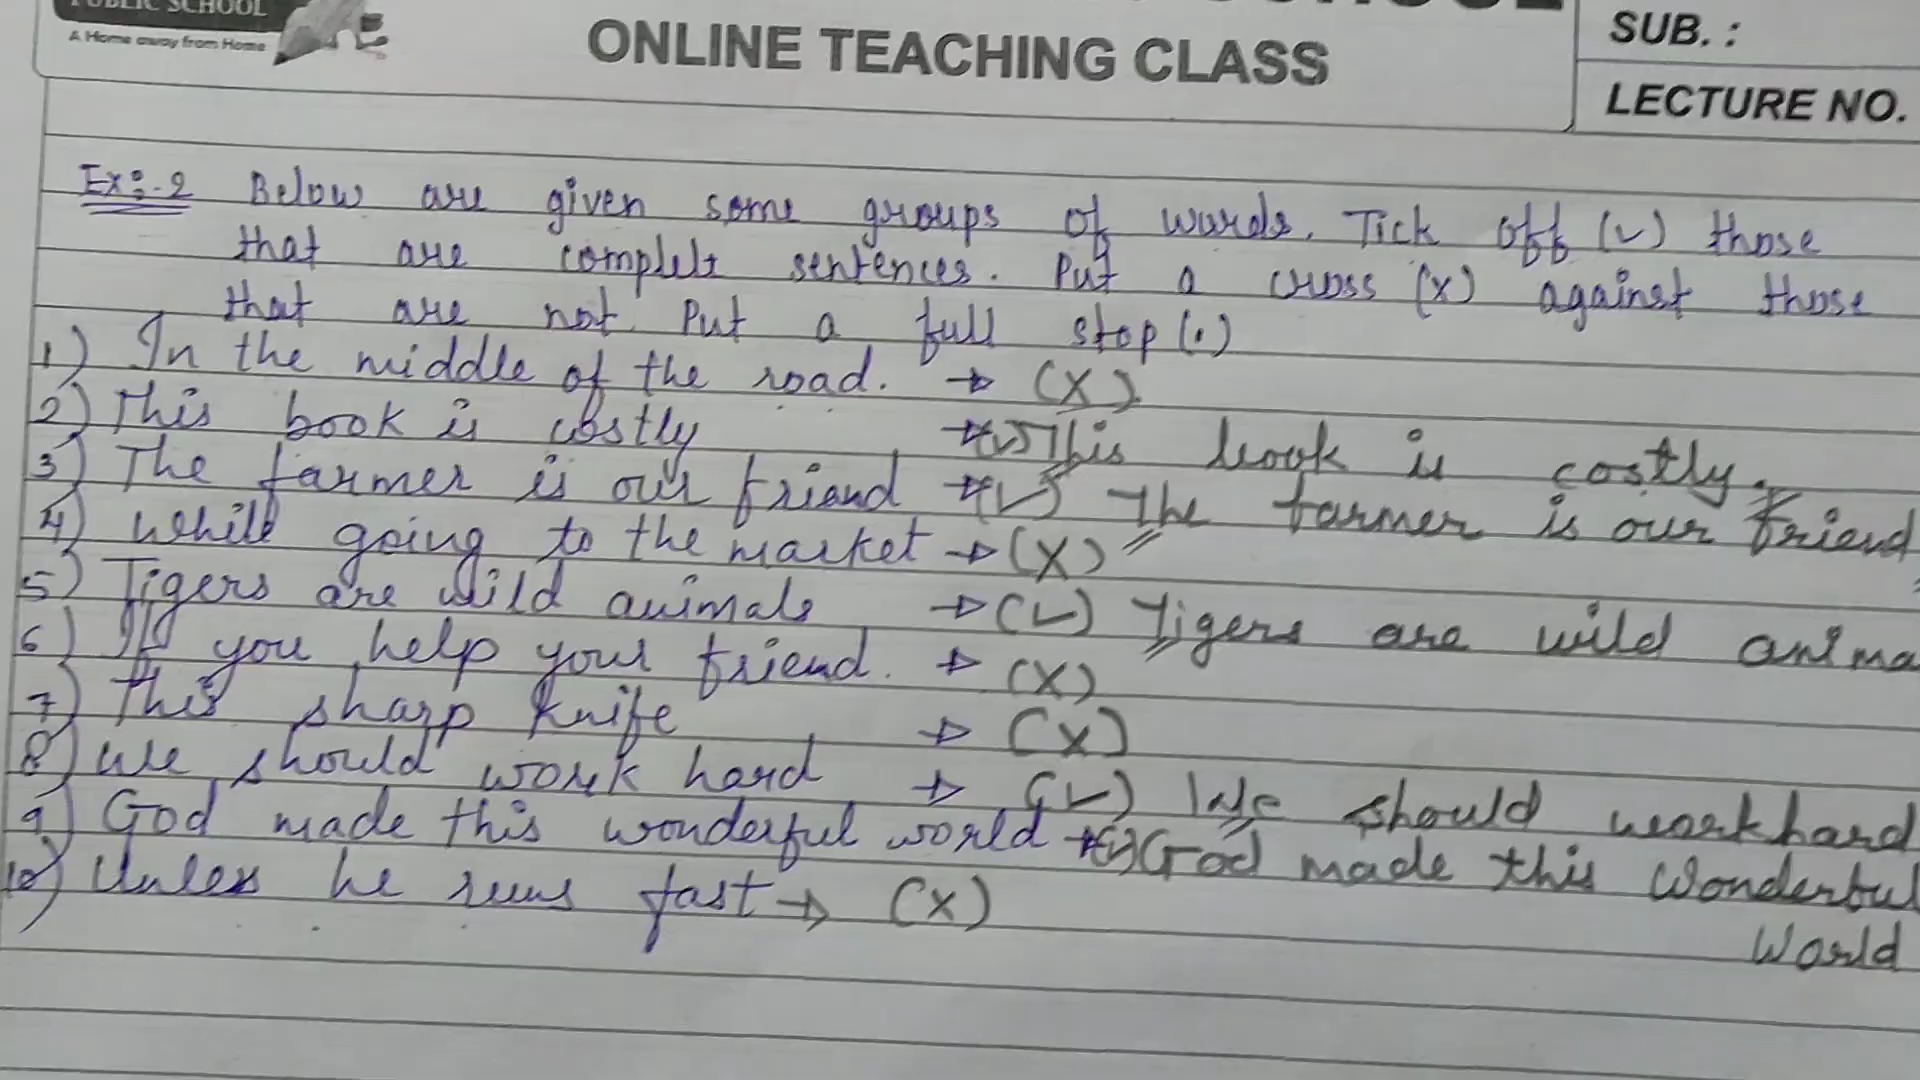 PUBLIC SCHOOL
A Home away from Home
ONLINE TEACHING CLASS
SUB. :
LECTURE NO.
Ex:-2 Below are given some groups of words. Tick off (✓) those
that are complete sentences. Put a cross (x) against those
that are not. Put a full stop (.)
1) In the middle of the road. → (X)
2) This book is costly → (✓) This book is costly.
3) The farmer is our friend → (✓) The farmer is our friend
4) While going to the market → (X)
5) Tigers are wild animals → (✓) Tigers are wild anima
6) If you help your friend. → (X)
7) This sharp knife → (X)
8) We should work hard → (✓) We should work hard
9) God made this wonderful world → (✓) God made this Wonderful
World
10) Unless he runs fast → (X)